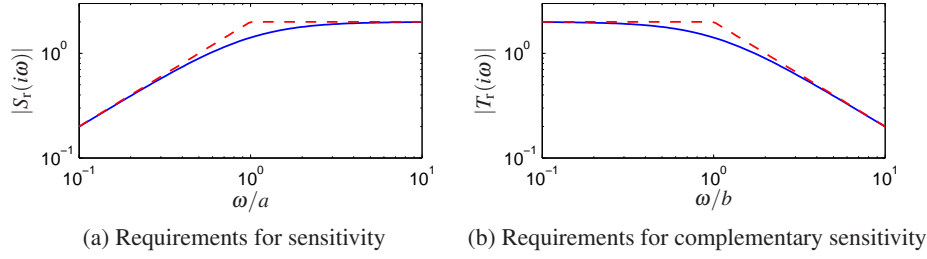 |S_r(iω)|
10^0
10^{-1}
10^{-1}
10^0
10^1
ω/a
(a) Requirements for sensitivity
|T_r(iω)|
10^0
10^{-1}
10^{-1}
10^0
10^1
ω/b
(b) Requirements for complementary sensitivity